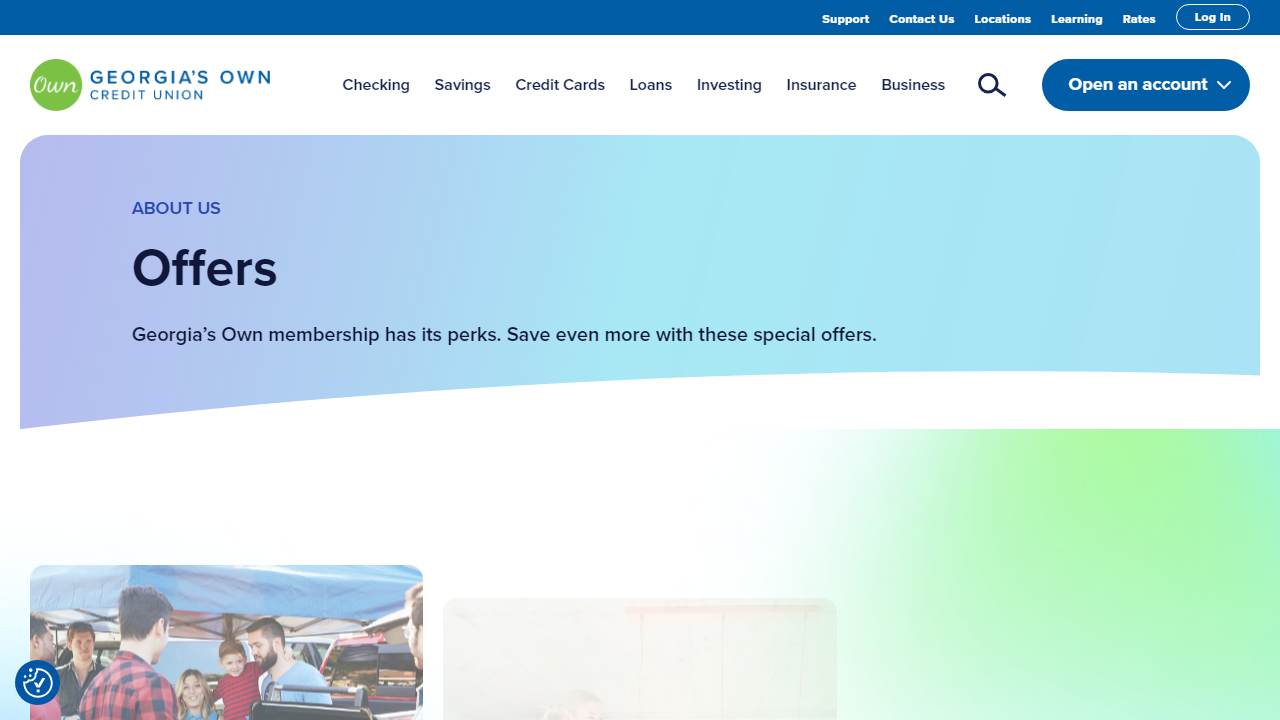 Support Contact Us Locations Learning Rates Log In
Own GEORGIA'S OWN
CREDIT UNION
Checking Savings Credit Cards Loans Investing Insurance Business Open an account
ABOUT US
Offers
Georgia’s Own membership has its perks. Save even more with these special offers.